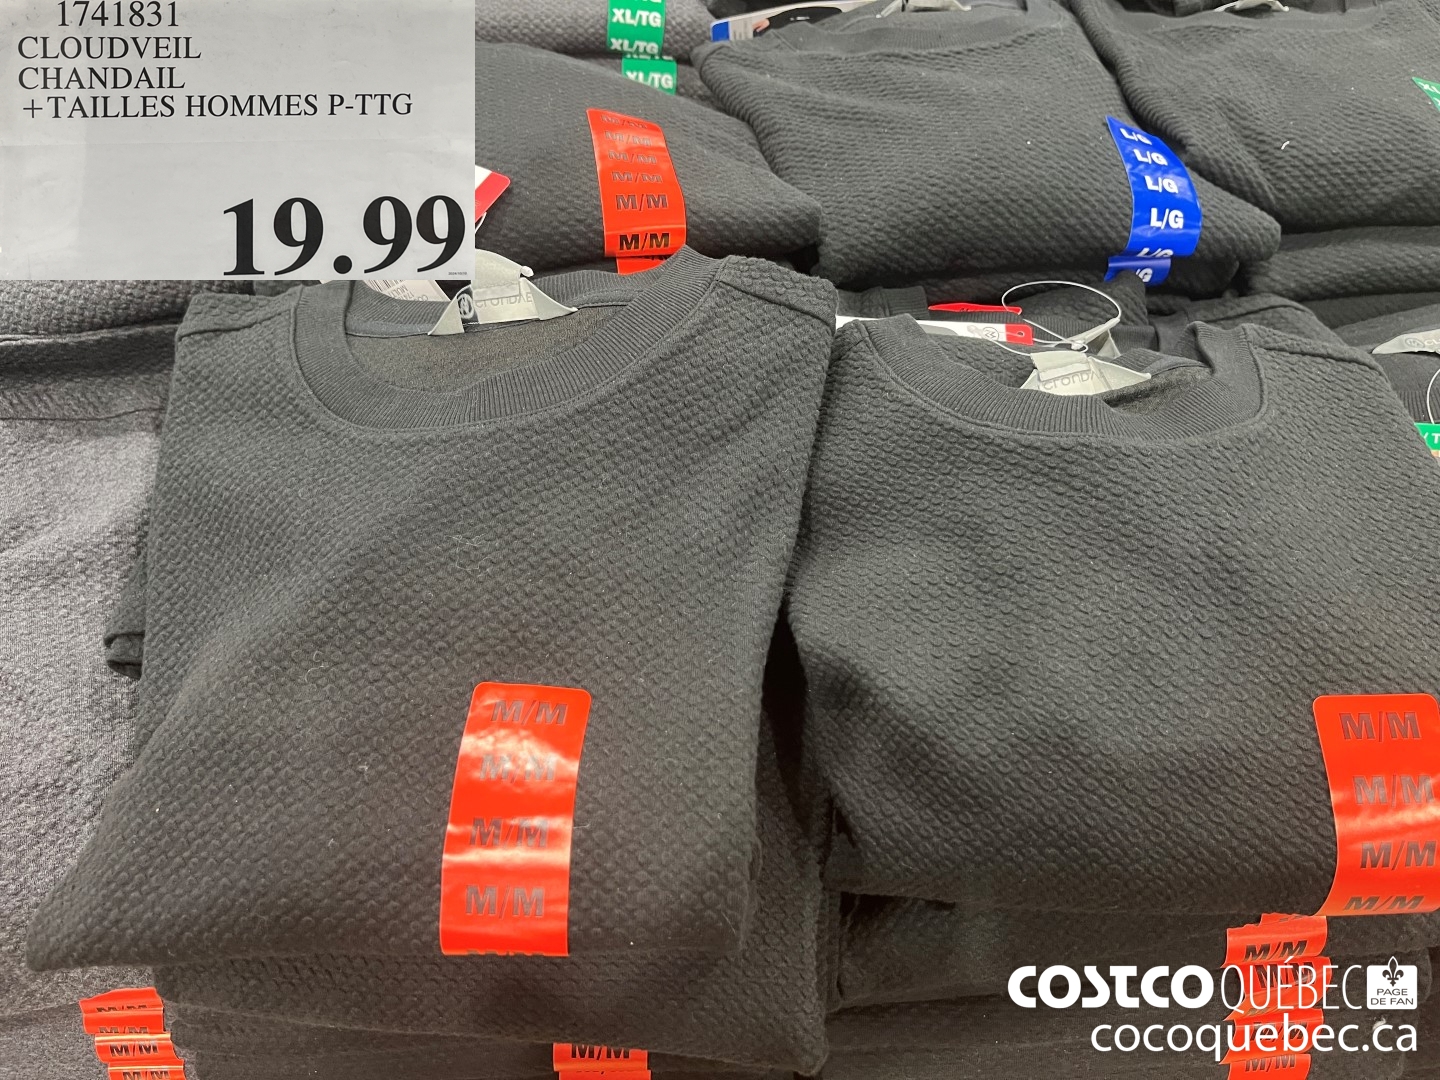 1741831
CLOUDVEIL
CHANDAIL
+TAILLES HOMMES P-TTG
19.99
XL/TG
XL/TG
XL/TG
M/M
M/M
L/G
L/G
L/G
L/G
L/G
M/M
M/M
M/M
M/M
M/M
M/M
M/M
M/M
M/M
M/M
M/M
M/M
M/M
COSTCO QUÉBEC
PAGE
DE FAN
cocoquebec.ca